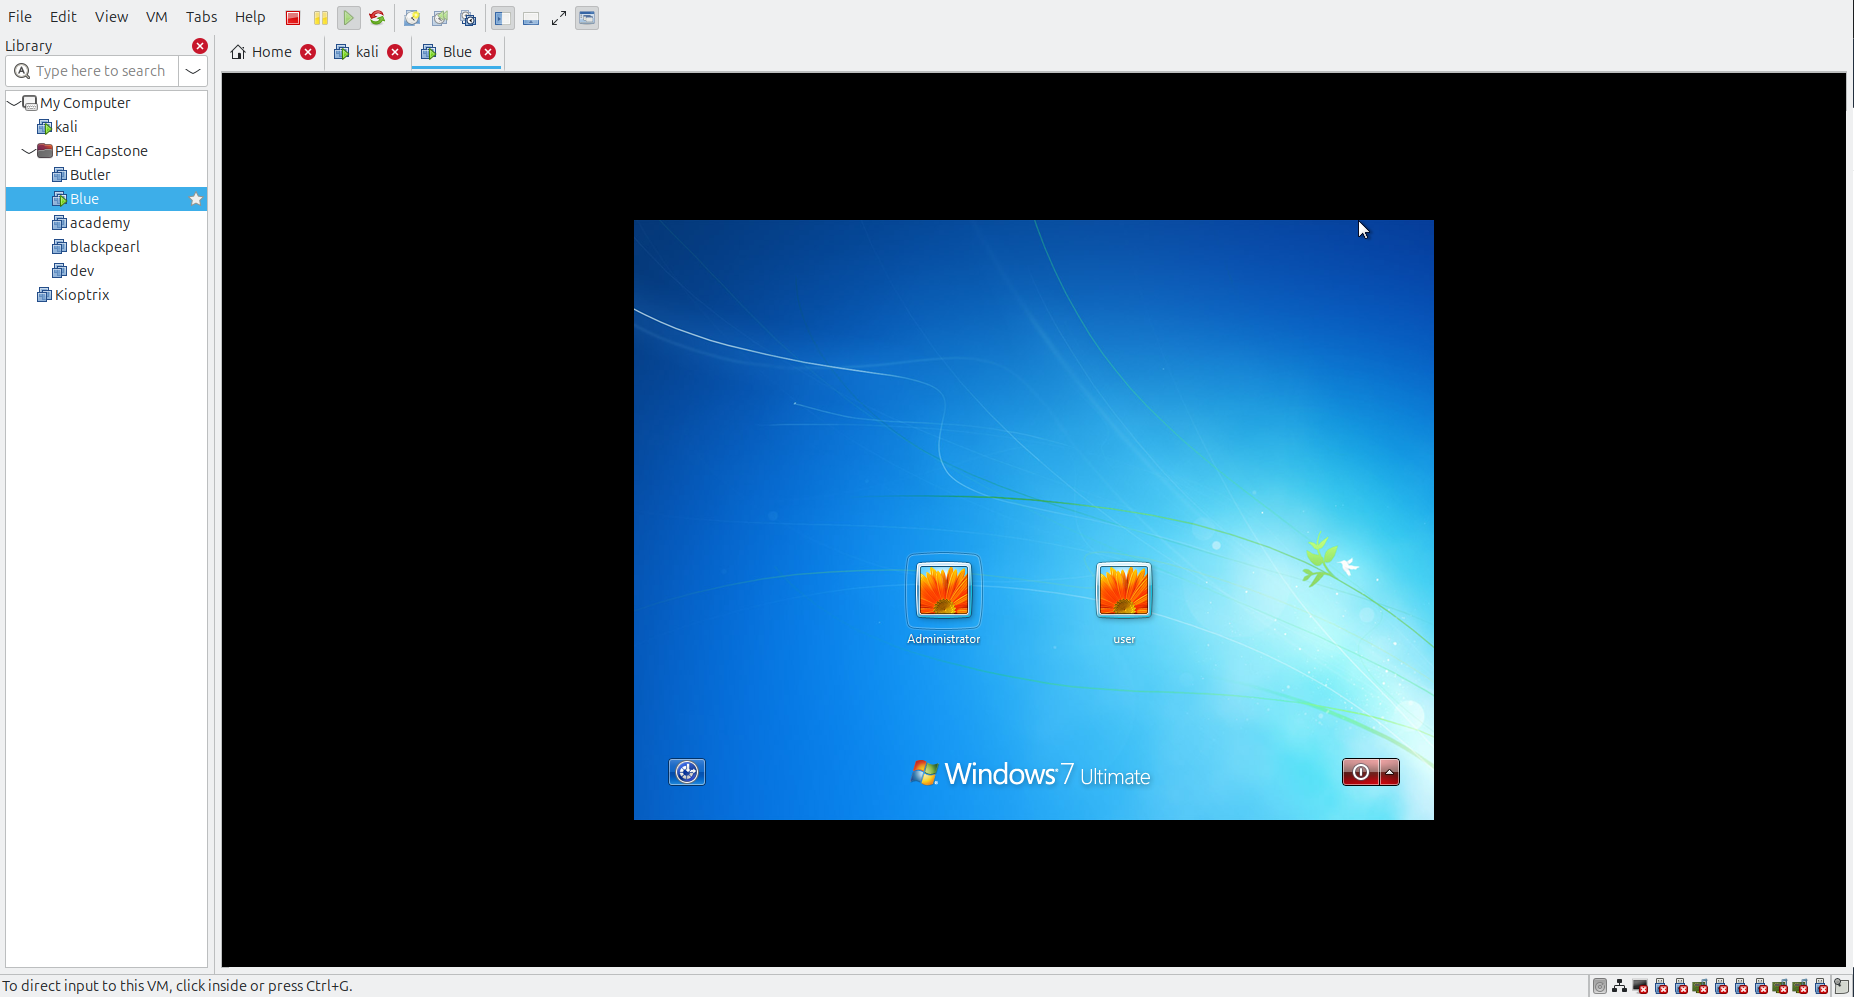 File Edit View VM Tabs Help
Library
Type here to search
Home kali Blue
My Computer
kali
PEH Capstone
Butler
Blue
academy
blackpearl
dev
Kioptrix
Administrator
user
Windows 7 Ultimate
To direct input to this VM, click inside or press Ctrl+G.